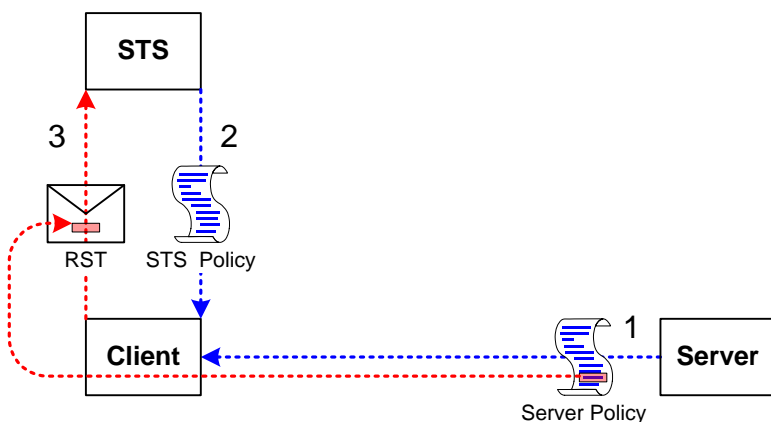 STS
3
2
RST
STS Policy
1
Client
Server
Server Policy